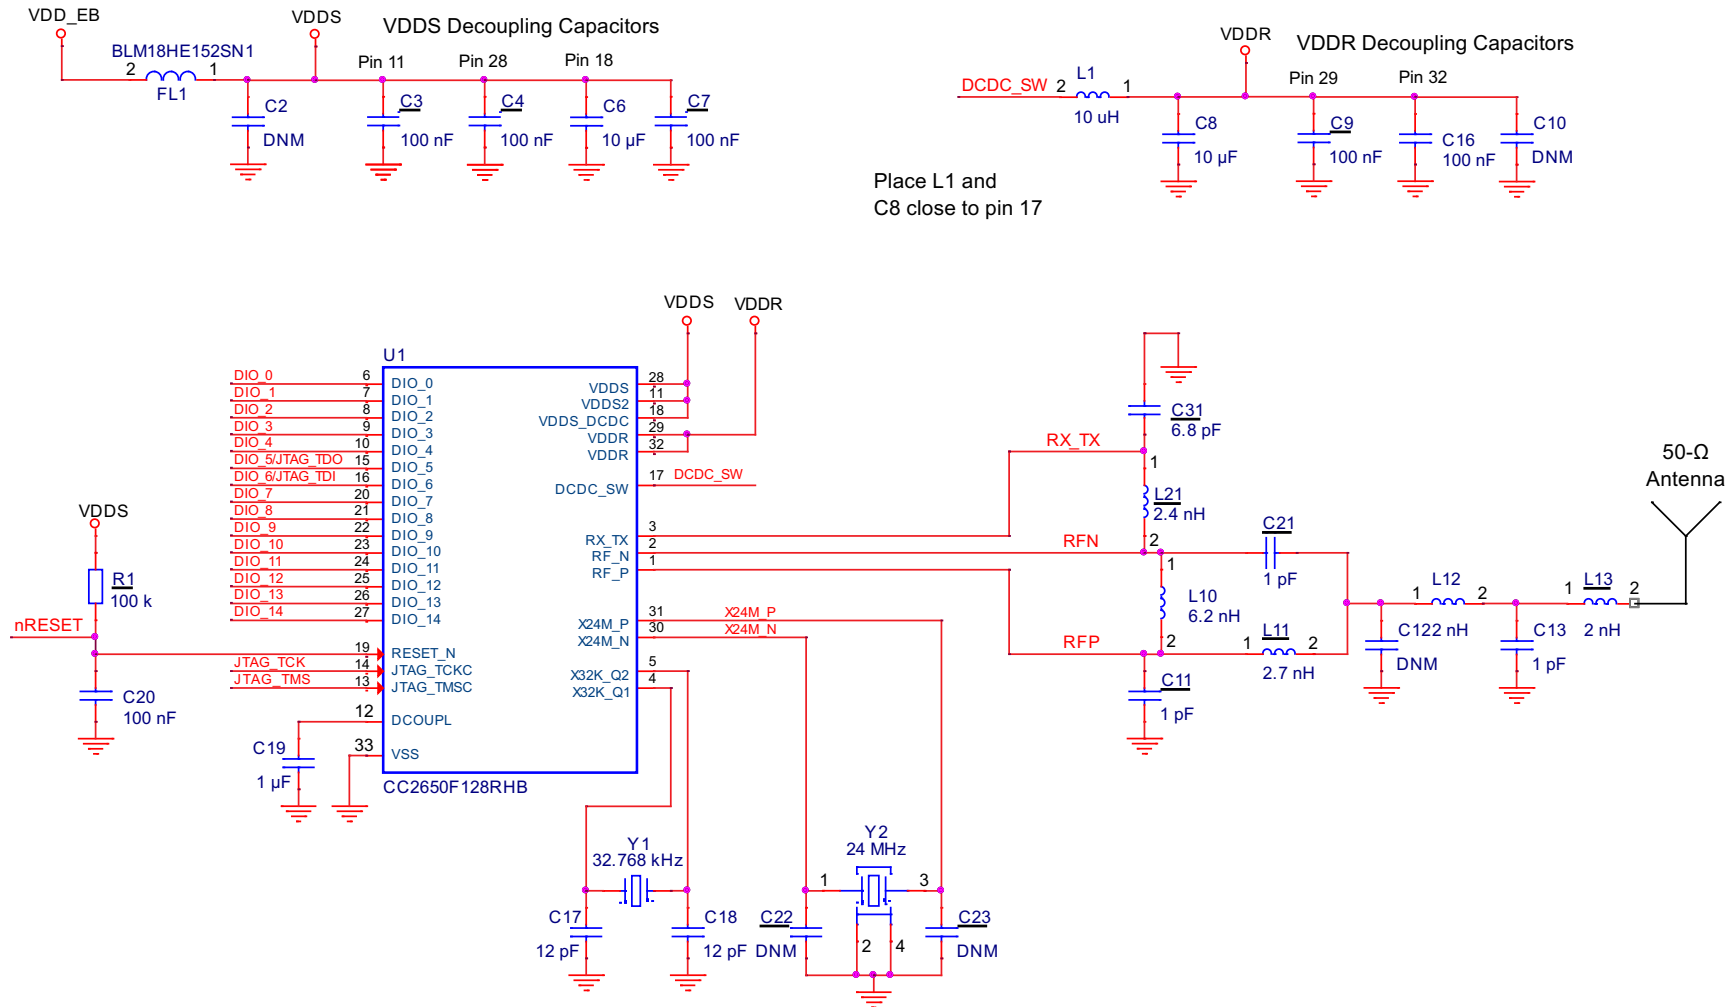 VDD_EB
VDDS
VDDS Decoupling Capacitors
BLM18HE152SN1
2
1
FL1
Pin 11
Pin 28
Pin 18
C2
DNM
C3
100 nF
C4
100 nF
C6
10 µF
C7
100 nF
VDDR
VDDR Decoupling Capacitors
DCDC_SW
2
L1
1
10 uH
Pin 29
Pin 32
C8
10 µF
C9
100 nF
C16
100 nF
C10
DNM
Place L1 and
C8 close to pin 17
VDDS
VDDR
U1
DIO_0 6 DIO_0
DIO_1 7 DIO_1
DIO_2 8 DIO_2
DIO_3 9 DIO_3
DIO_4 10 DIO_4
DIO_5/JTAG_TDO 15 DIO_5
DIO_6/JTAG_TDI 16 DIO_6
DIO_7 20 DIO_7
DIO_8 21 DIO_8
DIO_9 22 DIO_9
DIO_10 23 DIO_10
DIO_11 24 DIO_11
DIO_12 25 DIO_12
DIO_13 26 DIO_13
DIO_14 27 DIO_14
19 RESET_N
JTAG_TCK 14 JTAG_TCKC
JTAG_TMS 13 JTAG_TMSC
12 DCOUPL
33 VSS
VDDS 28
VDDS2 11
VDDS_DCDC 18
VDDR 29
VDDR 32
DCDC_SW 17 DCDC_SW
RX_TX 3
RF_N 2
RF_P 1
X24M_P 31 X24M_P
X24M_N 30 X24M_N
X32K_Q2 5
X32K_Q1 4
CC2650F128RHB
VDDS
R1
100 k
nRESET
C20
100 nF
C19
1 µF
Y1
32.768 kHz
C17
12 pF
C18
12 pF
Y2
24 MHz
1
3
2
4
C22
DNM
C23
DNM
RX_TX
RFN
RFP
C31
6.8 pF
1
L21
2.4 nH
2
C21
1 pF
1
L10
6.2 nH
2
1
L11
2
2.7 nH
C11
1 pF
1
L12
2
C122 nH
DNM
C13
1 pF
1
L13
2
2 nH
50-Ω
Antenna